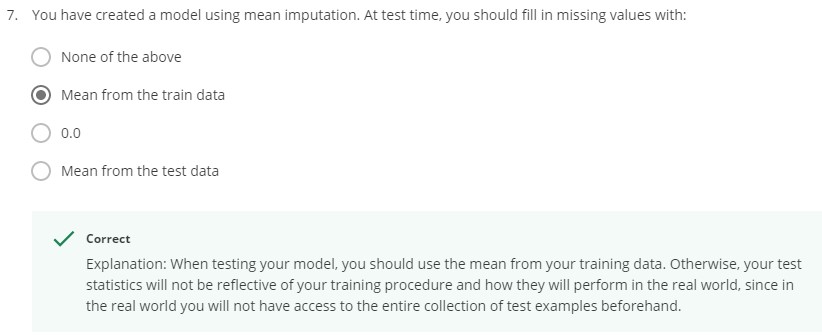 7. You have created a model using mean imputation. At test time, you should fill in missing values with:
None of the above
Mean from the train data
0.0
Mean from the test data
Correct
Explanation: When testing your model, you should use the mean from your training data. Otherwise, your test
statistics will not be reflective of your training procedure and how they will perform in the real world, since in
the real world you will not have access to the entire collection of test examples beforehand.